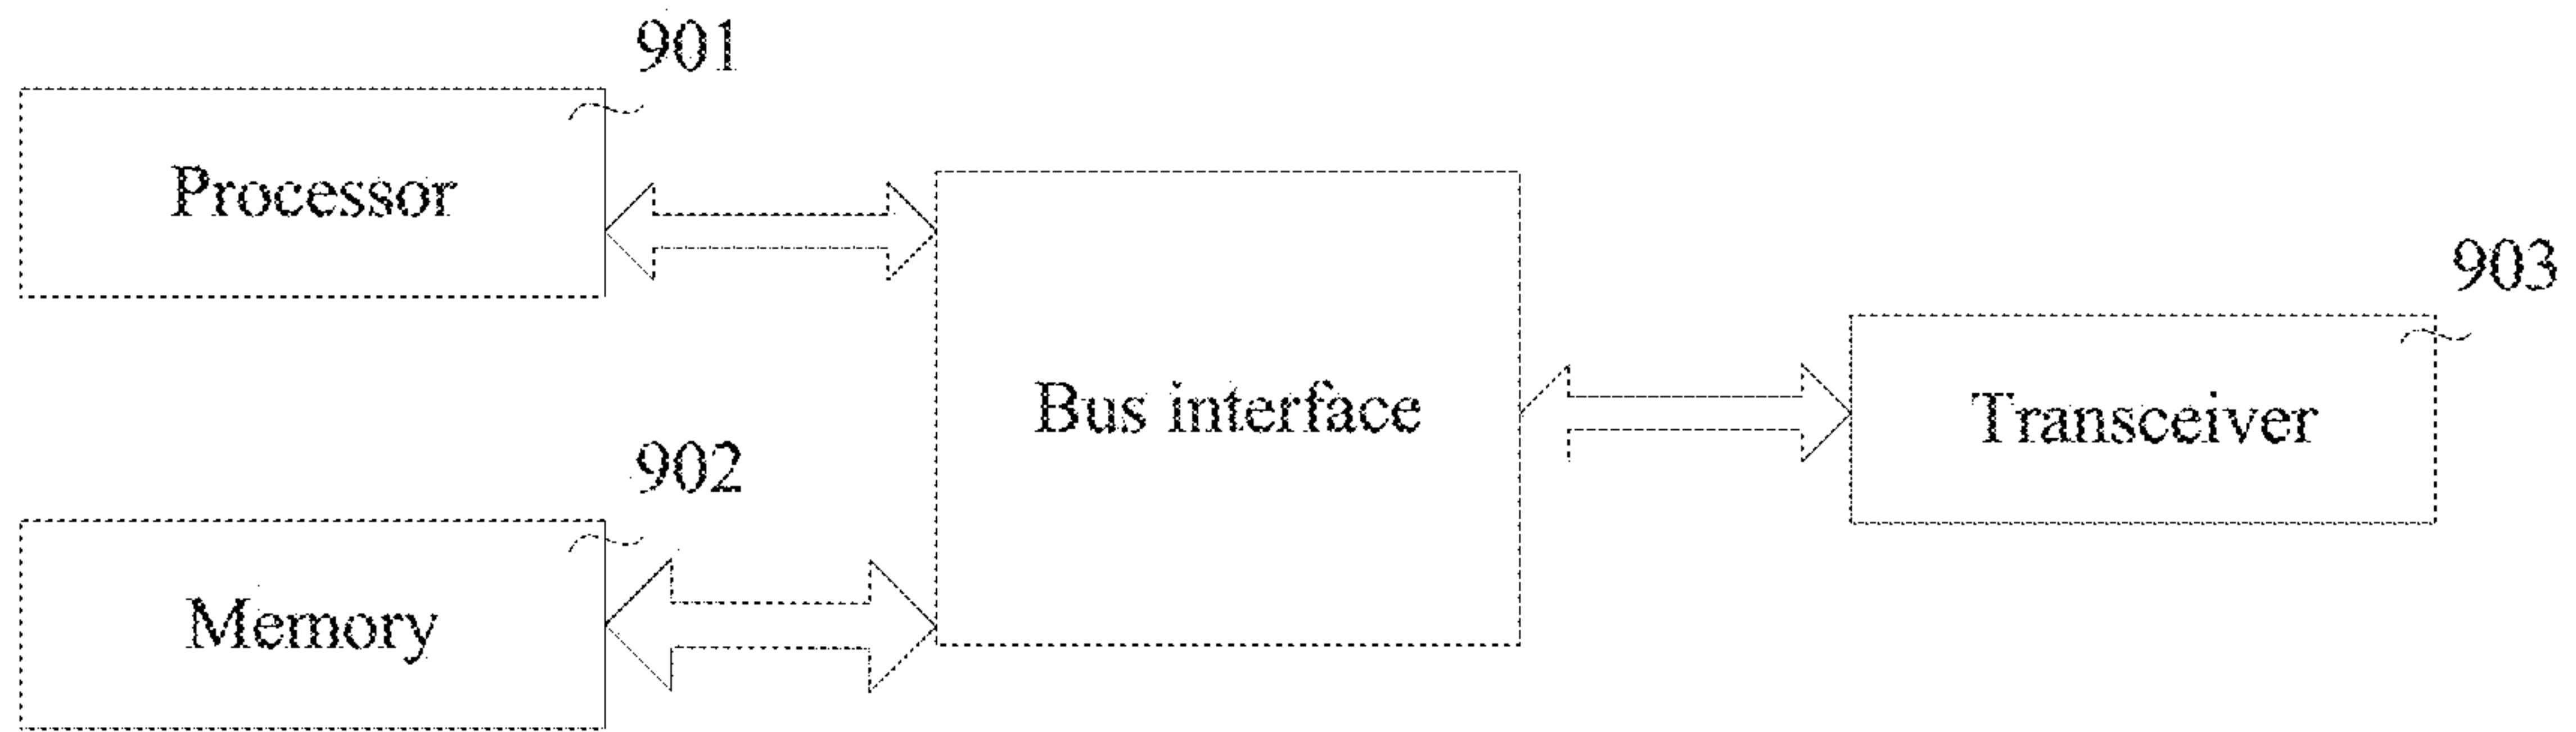 901
Processor
Bus interface
903
Transceiver
902
Memory